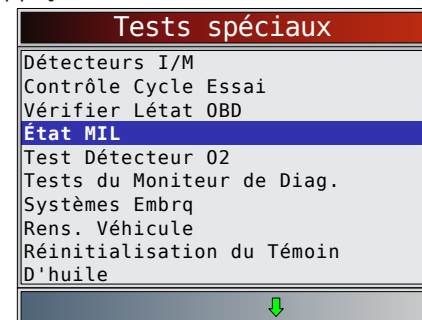 Tests spéciaux
Détecteurs I/M
Contrôle Cycle Essai
Vérifier Létat OBD
État MIL
Test Détecteur O2
Tests du Moniteur de Diag.
Systèmes Embrq
Rens. Véhicule
Réinitialisation du Témoin
D'huile